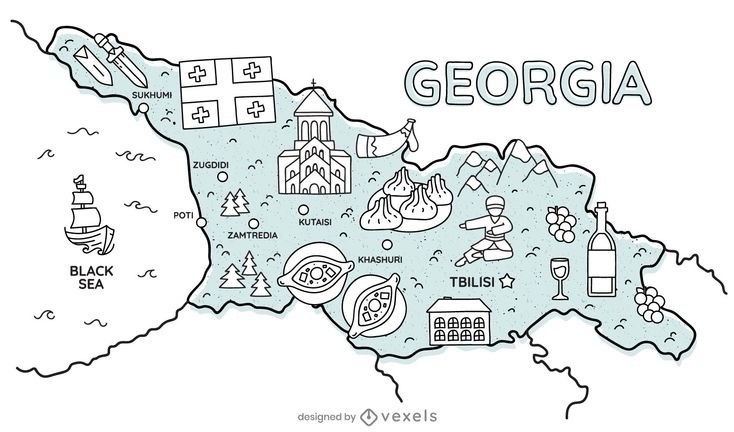 GEORGIA
SUKHUMI
ZUGDIDI
POTI
ZAMTREDIA
KUTAISI
KHASHURI
TBILISI
BLACK
SEA
designed by vexels